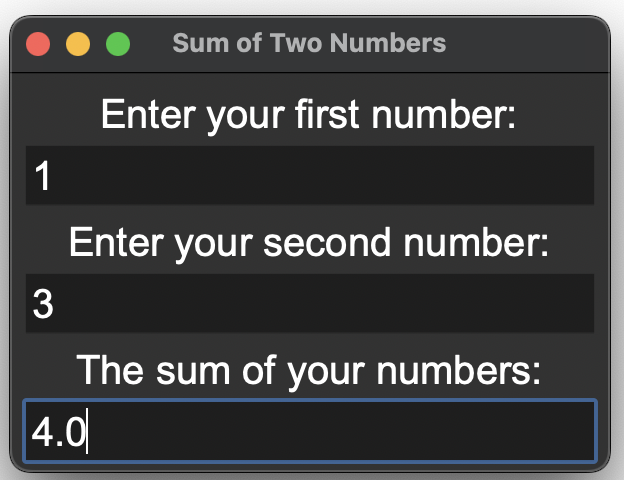 Sum of Two Numbers
Enter your first number:
1
Enter your second number:
3
The sum of your numbers:
4.0